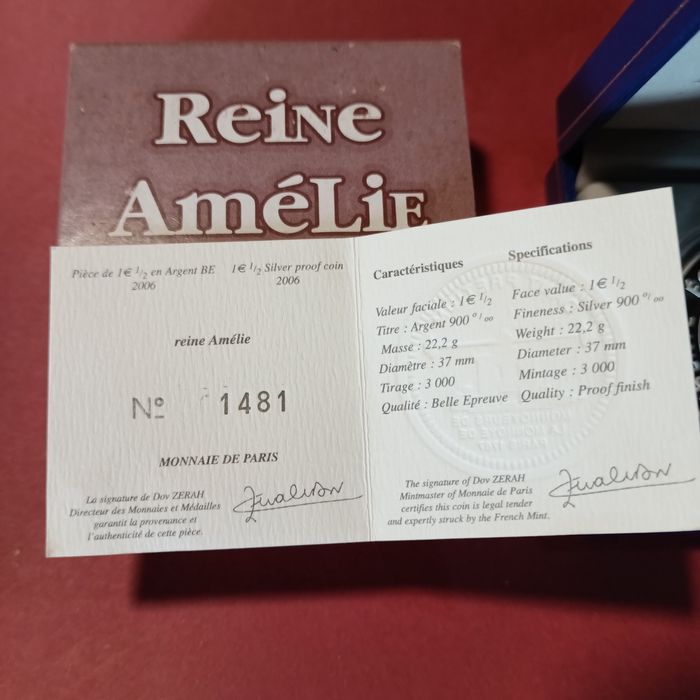 Reine
AméLie
Pièce de 1€ 1/2 en Argent BE
2006
1€ 1/2 Silver proof coin
2006
reine Amélie
Nº 1481
MONNAIE DE PARIS
La signature de Dov ZERAH
Directeur des Monnaies et Médailles
garantit la provenance et
l'authenticité de cette pièce.
Caractéristiques
Valeur faciale : 1€ 1/2
Titre : Argent 900 º/ºº
Masse : 22,2 g
Diamètre : 37 mm
Tirage : 3 000
Qualité : Belle Epreuve
Specifications
Face value : 1€ 1/2
Fineness : Silver 900 º/ºº
Weight : 22,2 g
Diameter : 37 mm
Mintage : 3 000
Quality : Proof finish
The signature of Dov ZERAH
Mintmaster of Monnaie de Paris
certifies this coin is legal tender
and expertly struck by the French Mint.